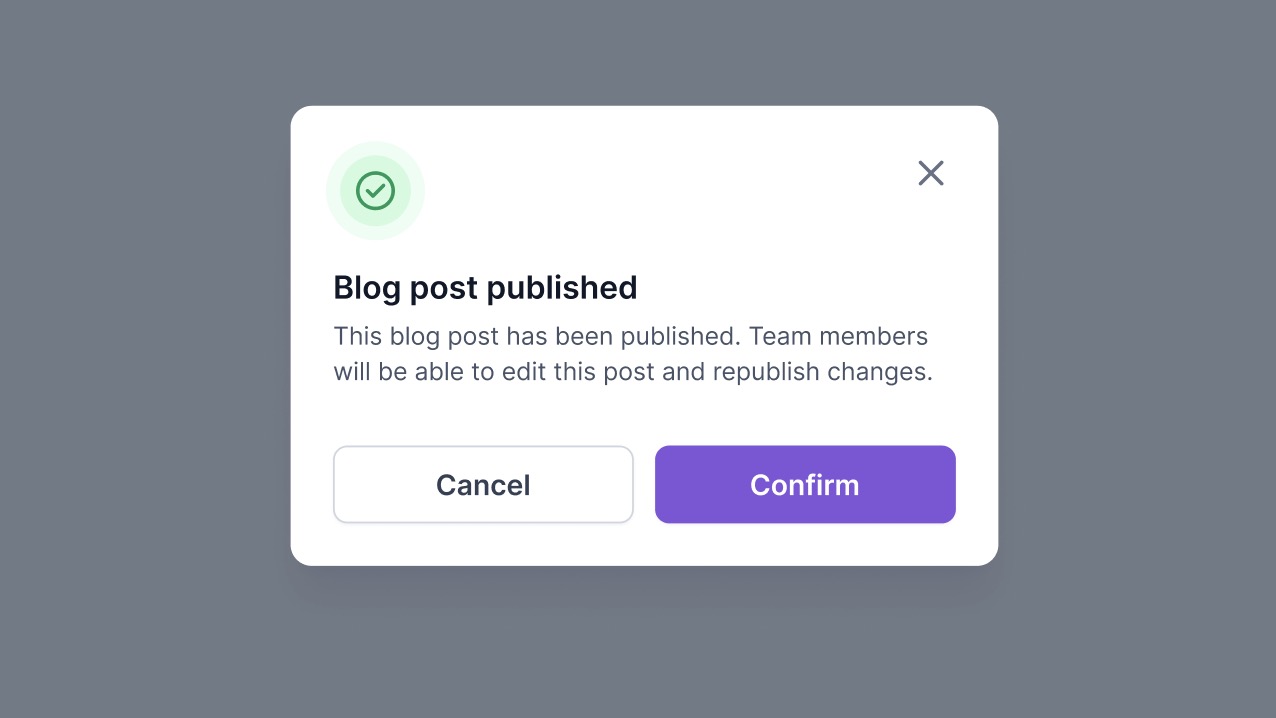 Blog post published
This blog post has been published. Team members
will be able to edit this post and republish changes.
Cancel
Confirm